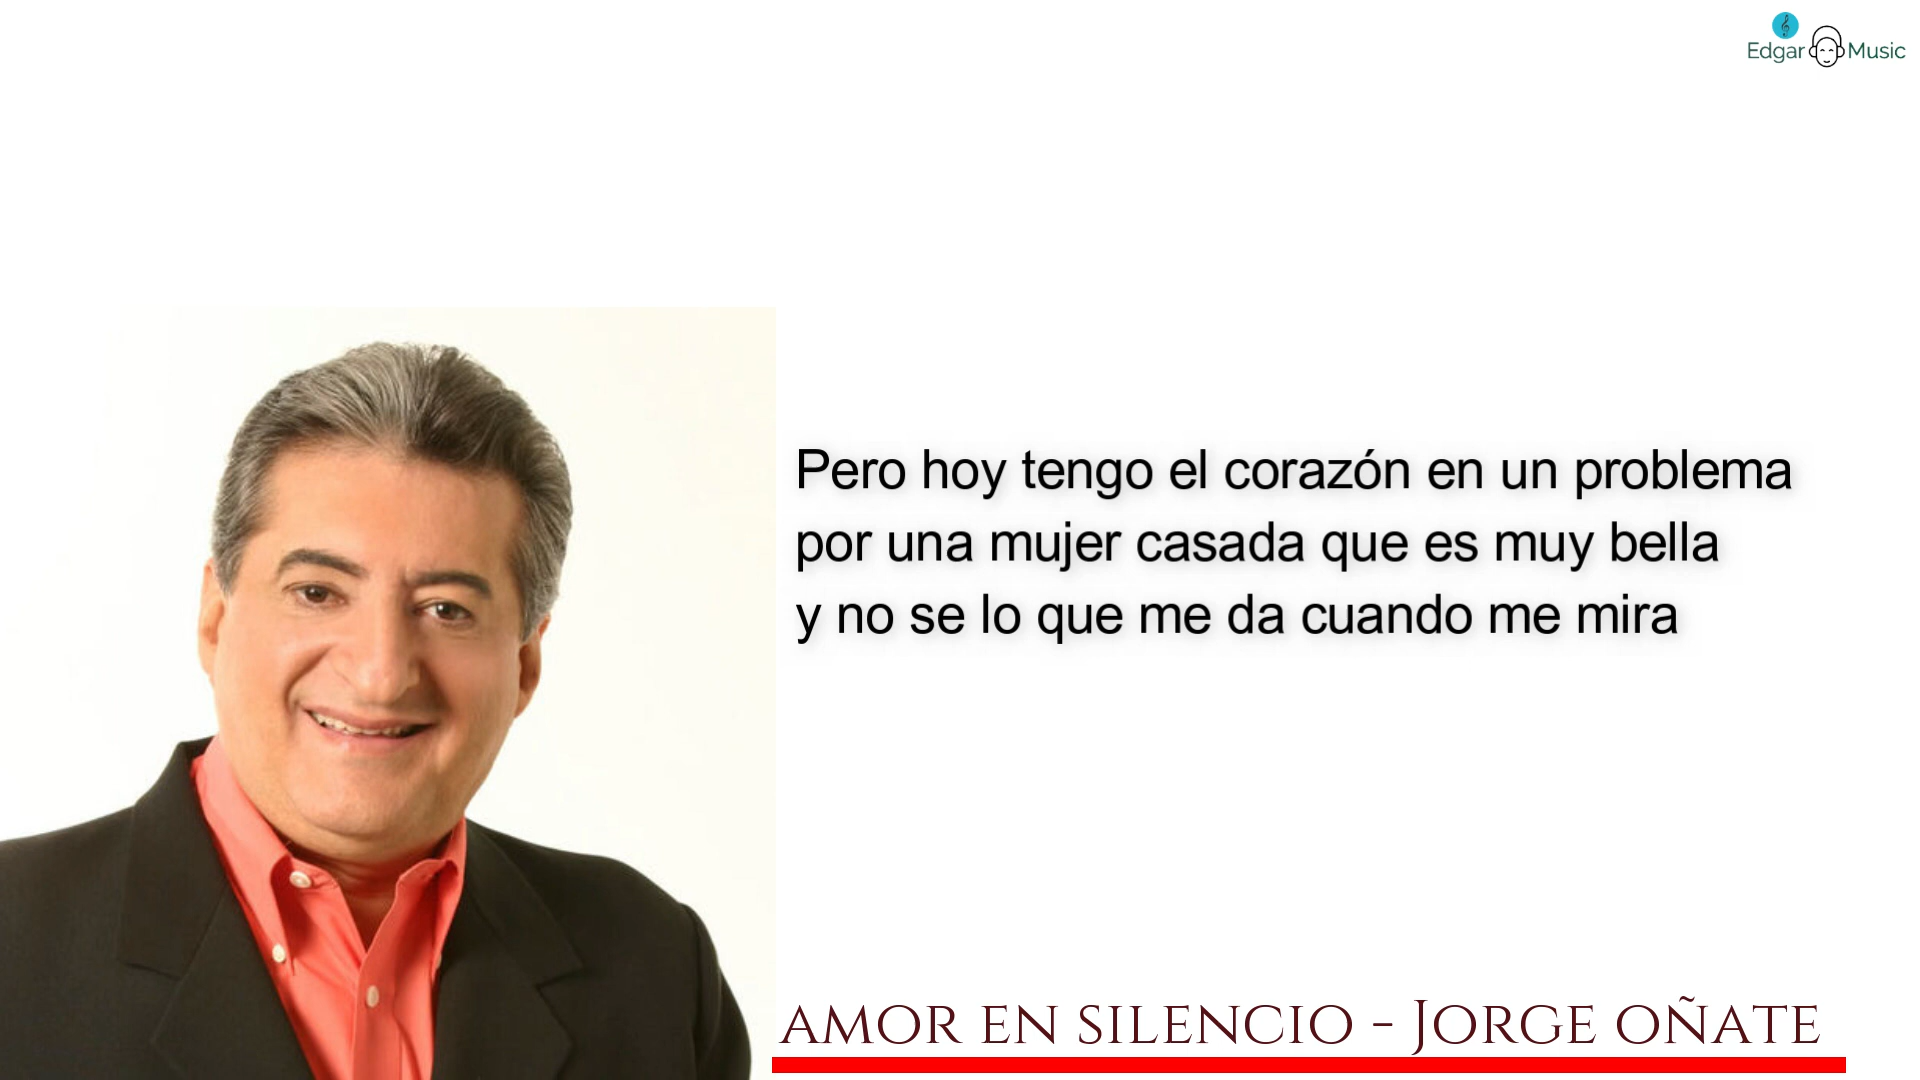 Edgar Music
Pero hoy tengo el corazón en un problema
por una mujer casada que es muy bella
y no se lo que me da cuando me mira
AMOR EN SILENCIO - JORGE OÑATE